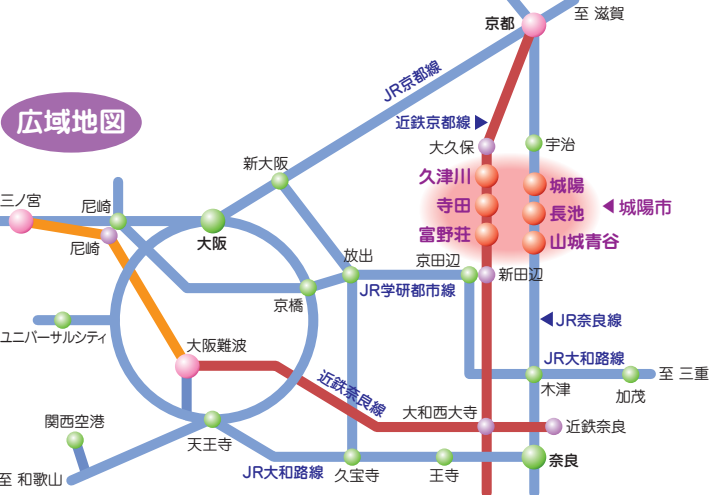 至 滋賀
京都
JR京都線
近鉄京都線
広域地図
大久保
宇治
新大阪
久津川
城陽
三ノ宮
尼崎
寺田
長池
城陽市
尼崎
大阪
富野荘
山城青谷
放出
京田辺
新田辺
JR学研都市線
京橋
JR奈良線
ユニバーサルシティ
大阪難波
JR大和路線
至 三重
近鉄奈良線
木津
加茂
関西空港
大和西大寺
近鉄奈良
天王寺
奈良
JR大和路線
久宝寺
王寺
至 和歌山